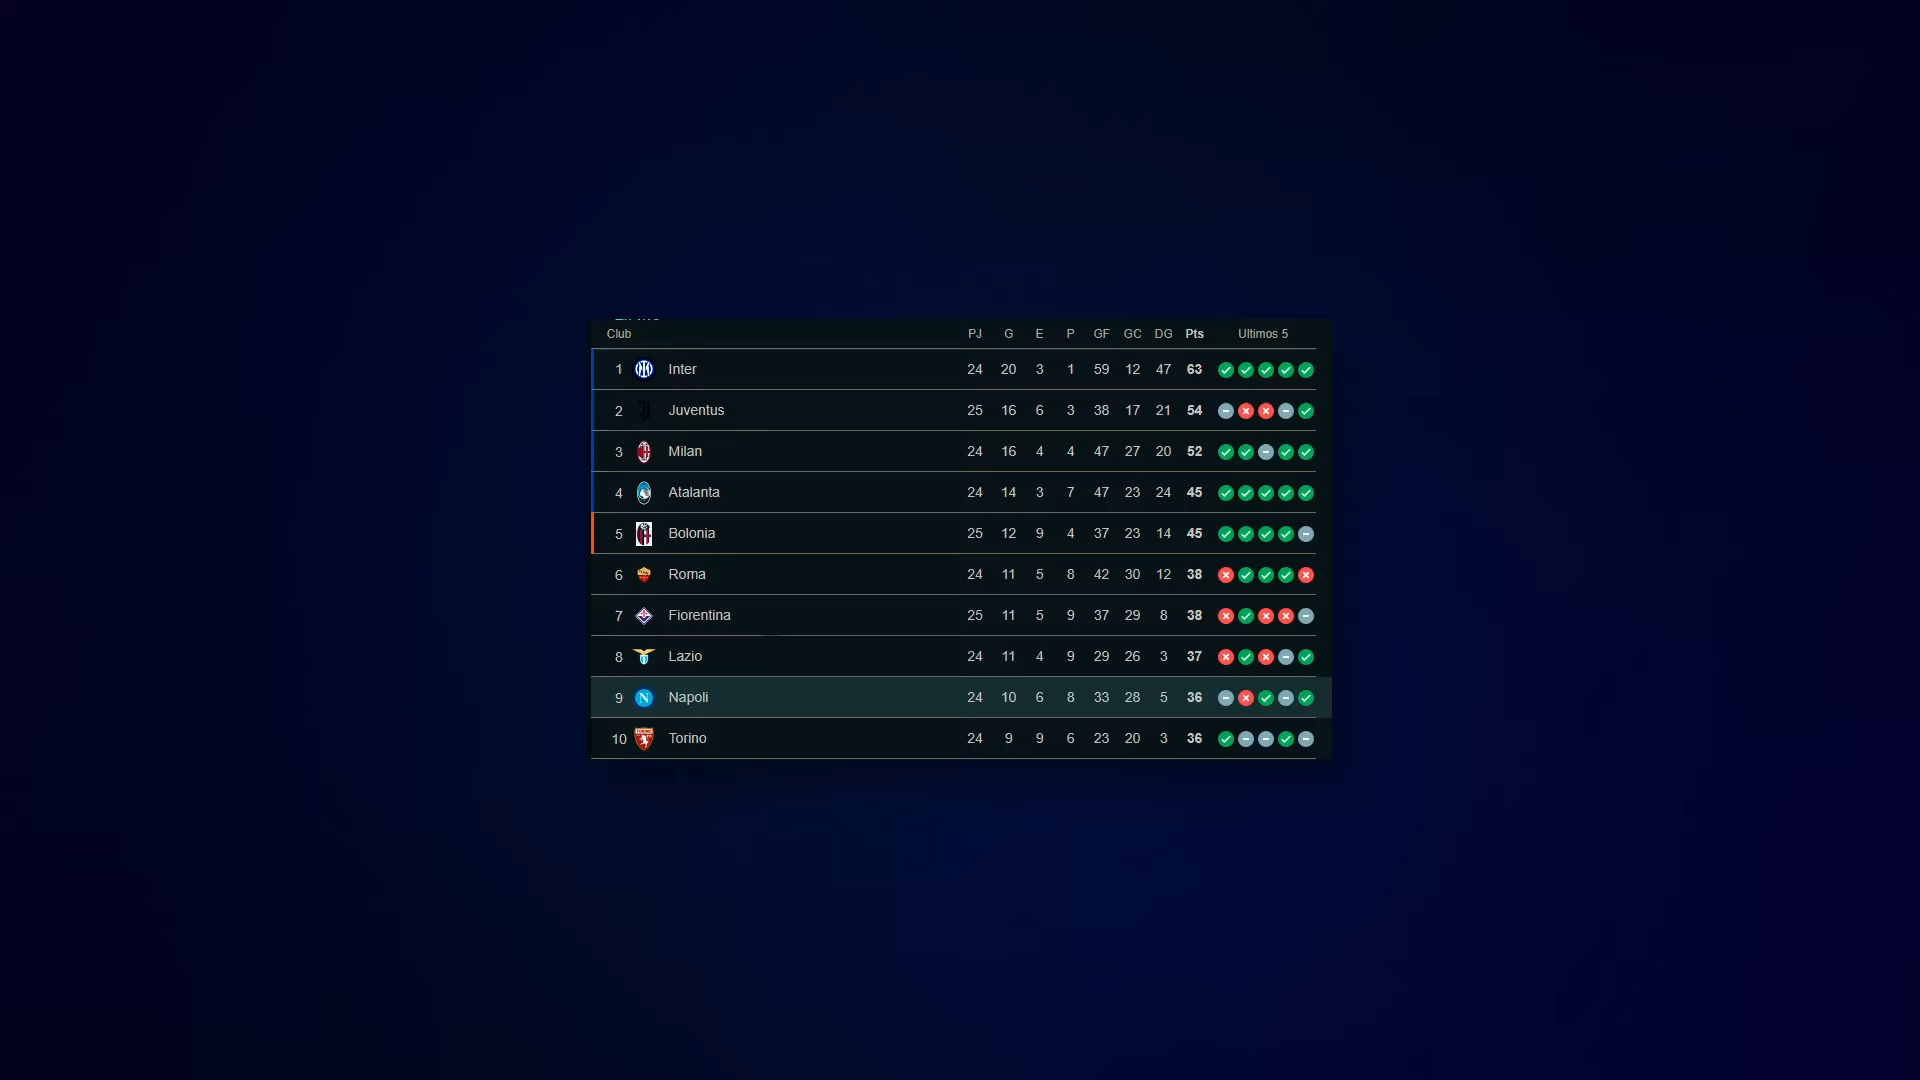 Club PJ G E P GF GC DG Pts Ultimos 5
1 Inter 24 20 3 1 59 12 47 63
2 Juventus 25 16 6 3 38 17 21 54
3 Milan 24 16 4 4 47 27 20 52
4 Atalanta 24 14 3 7 47 23 24 45
5 Bolonia 25 12 9 4 37 23 14 45
6 Roma 24 11 5 8 42 30 12 38
7 Fiorentina 25 11 5 9 37 29 8 38
8 Lazio 24 11 4 9 29 26 3 37
9 N Napoli 24 10 6 8 33 28 5 36
10 Torino 24 9 9 6 23 20 3 36